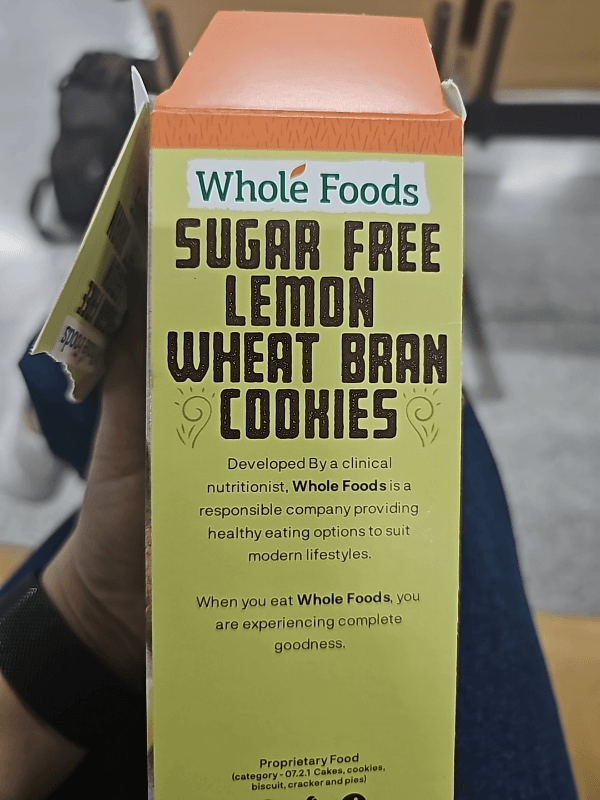 Whole Foods
SUGAR FREE
LEMON
WHEAT BRAN
COOKIES
Developed By a clinical
nutritionist, Whole Foods is a
responsible company providing
healthy eating options to suit
modern lifestyles.
When you eat Whole Foods, you
are experiencing complete
goodness.
Proprietary Food
(category - 07.2.1 Cakes, cookies,
biscuit, cracker and pies)